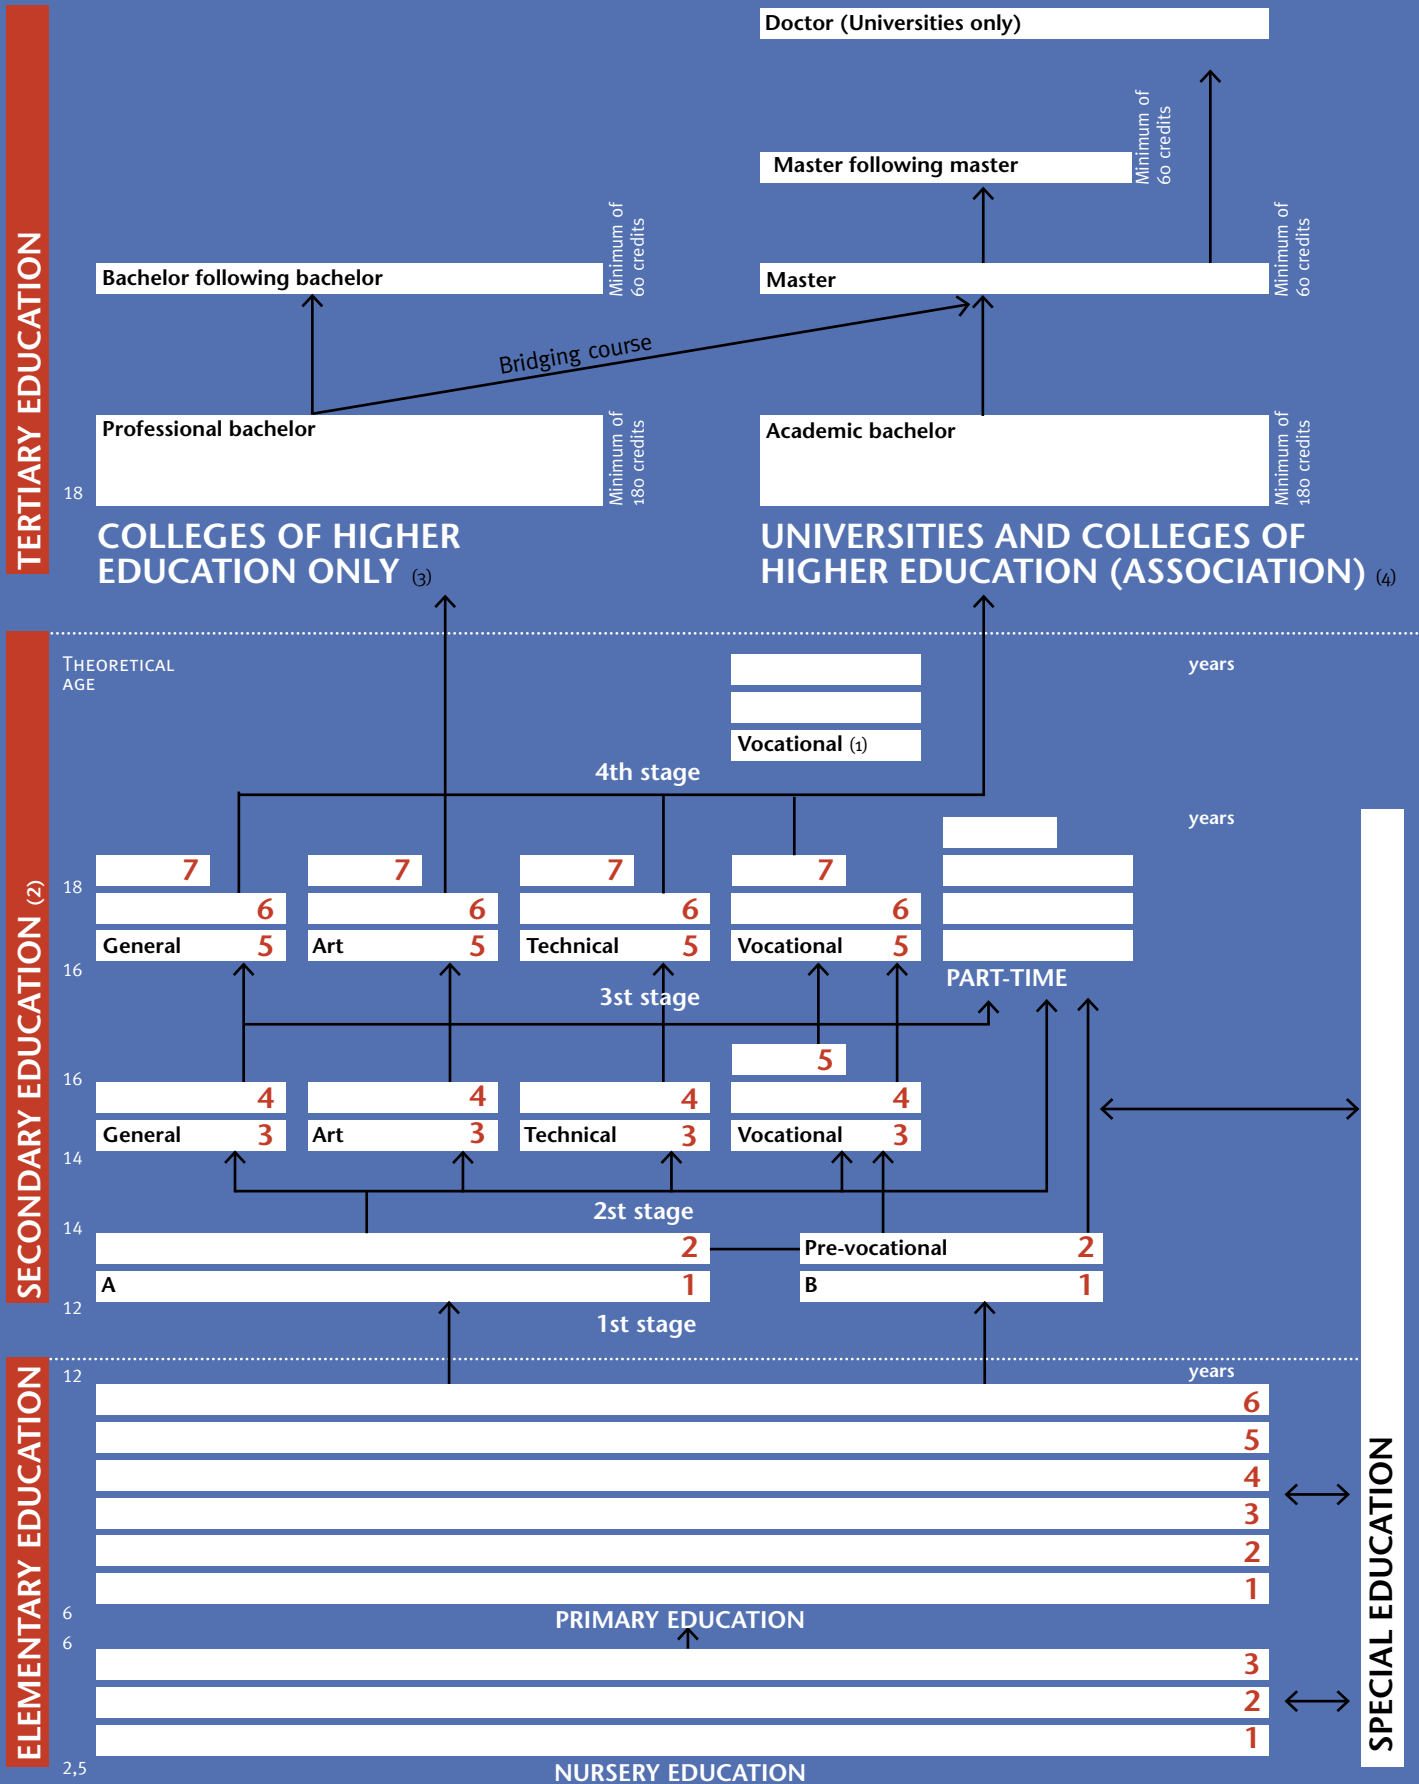 TERTIARY EDUCATION
Doctor (Universities only)
Minimum of
60 credits
Master following master
Minimum of
60 credits
Bachelor following bachelor
Minimum of
60 credits
Master
Bridging course
Professional bachelor
Minimum of
180 credits
Academic bachelor
Minimum of
180 credits
18
COLLEGES OF HIGHER
EDUCATION ONLY (3)
UNIVERSITIES AND COLLEGES OF
HIGHER EDUCATION (ASSOCIATION) (4)
SECONDARY EDUCATION (2)
THEORETICAL
AGE
years
Vocational (1)
4th stage
years
7 7 7 7
18
6 6 6 6
General 5 Art 5 Technical 5 Vocational 5
16
PART-TIME
3st stage
5
16
4 4 4 4
General 3 Art 3 Technical 3 Vocational 3
14
2st stage
14
2 Pre-vocational 2
A 1 B 1
12
1st stage
ELEMENTARY EDUCATION
12
years
6
5
4
3
2
1
6
PRIMARY EDUCATION
6
3
2
1
2,5
NURSERY EDUCATION
SPECIAL EDUCATION